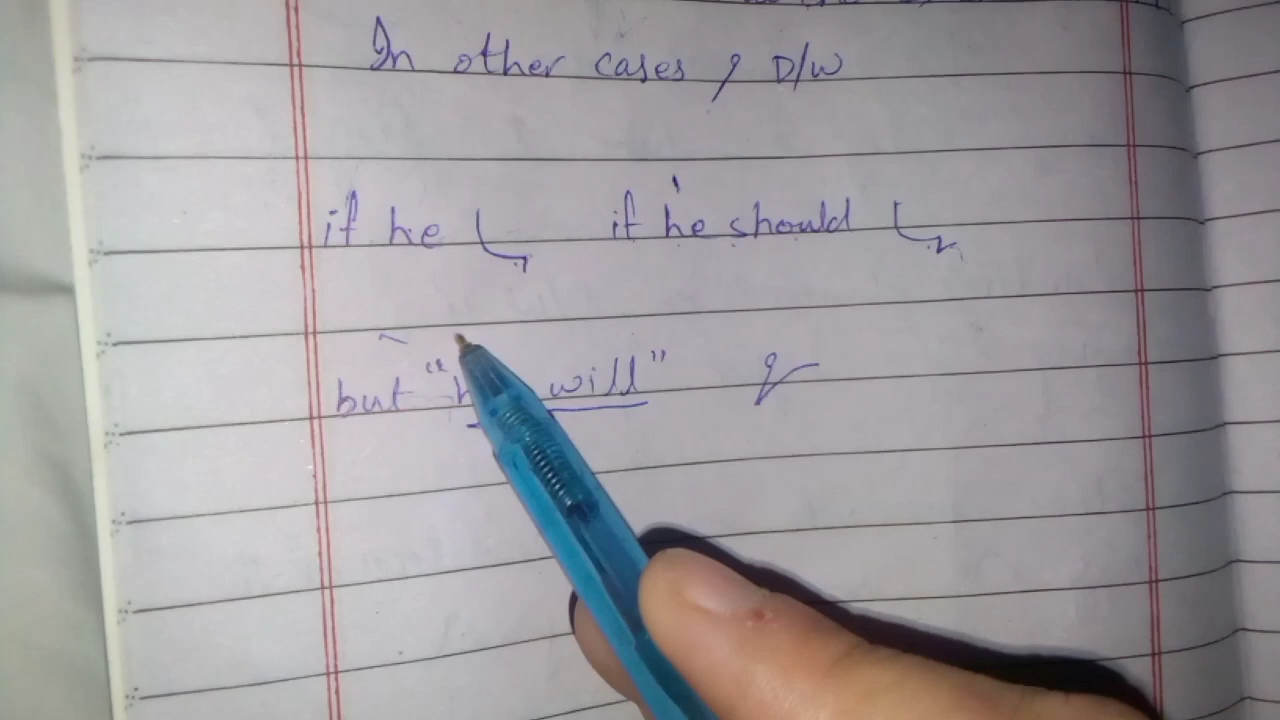 In other cases , D/W
if he if he should
but " will"